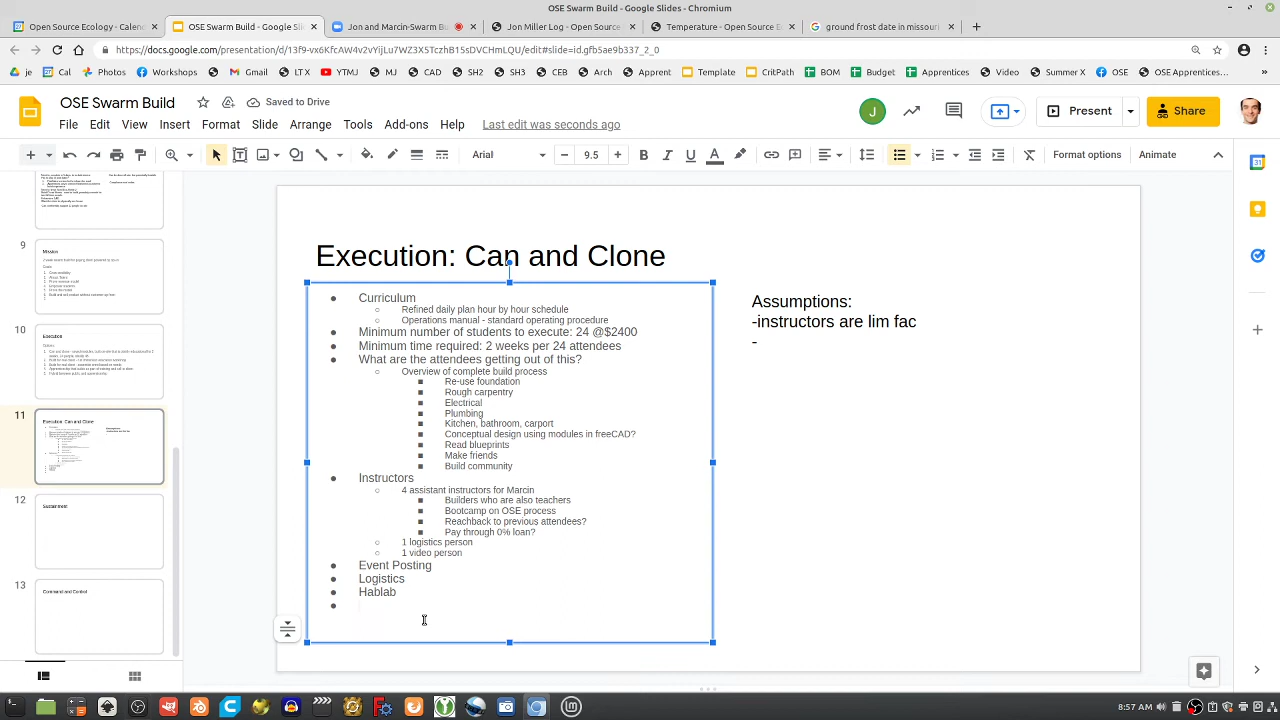 OSE Swarm Build - Google Slides - Chromium
Open Source Ecology - Calen
OSE Swarm Build - Google Sli
Jon and Marcin-Swarm B
Jon Miller Log - Open Source
Temperature - Open Source E
ground frost date in missouri
https://docs.google.com/presentation/d/13f9-vx6KfcAW4v2vYijLu7WZ3X5TczhB15sDVCHmLQU/edit#slide=id.gfb5ae9b337_2_0
je
Cal
Photos
Workshops
Gmail
LTX
YTMJ
MJ
CAD
SH2
SH3
CEB
Arch
Apprent
Template
CritPath
BOM
Budget
Apprentices
Video
Summer X
OSE
OSE Apprentices...
OSE Swarm Build
Saved to Drive
File Edit View Insert Format Slide Arrange Tools Add-ons Help Last edit was seconds ago
J
Present
Share
Arial
9.5
Format options
Animate
9
Mission
10
Execution
11
Execution: Can and Clone
12
Sustainment
13
Command and Control
Execution: Can and Clone
● Curriculum
○ Refined daily plan hour by hour schedule
○ Operations manual - standard operating procedure
● Minimum number of students to execute: 24 @$2400
● Minimum time required: 2 weeks per 24 attendees
● What are the attendees getting out of this?
○ Overview of complete build process
■ Re-use foundation
■ Rough carpentry
■ Electrical
■ Plumbing
■ Kitchen, bathroom, carport
■ Conceptual design using modules in freeCAD?
■ Read blueprints
■ Make friends
■ Build community
● Instructors
○ 4 assistant instructors for Marcin
■ Builders who are also teachers
■ Bootcamp on OSE process
■ Reachback to previous attendees?
■ Pay through 0% loan?
○ 1 logistics person
○ 1 video person
● Event Posting
● Logistics
● Hablab
●
Assumptions:
-instructors are lim fac
-
8:57 AM